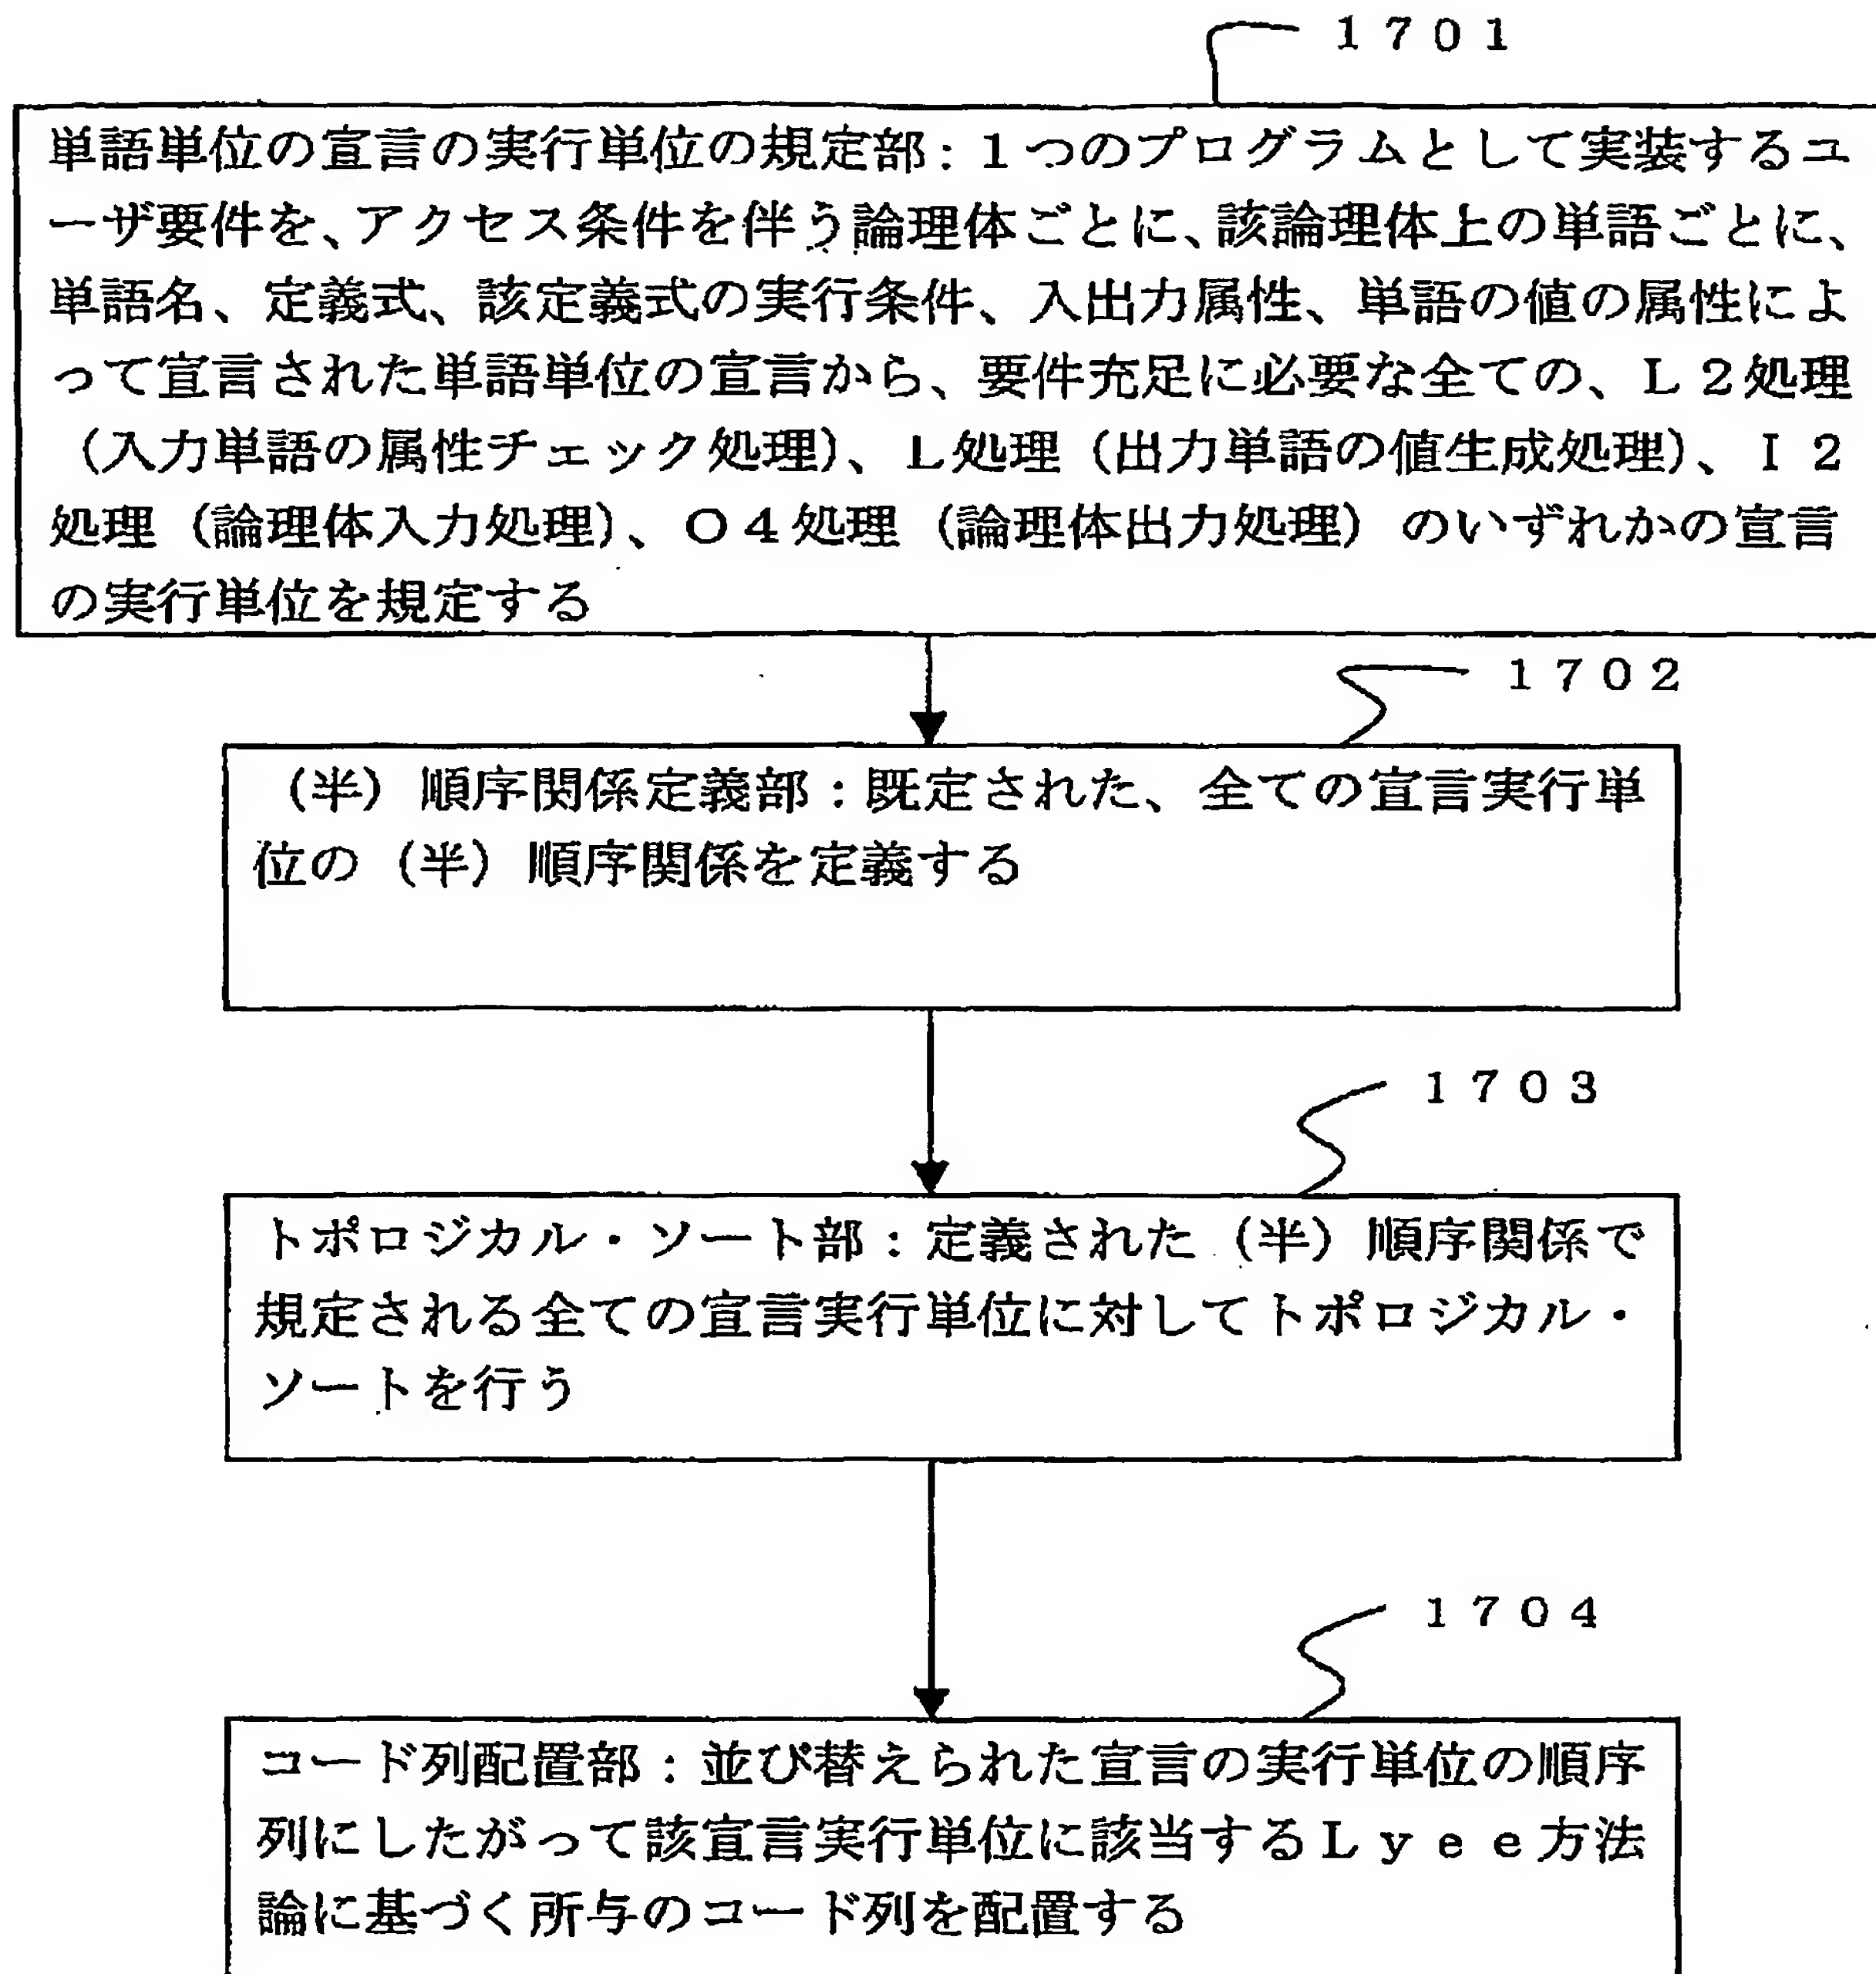 １７０１
単語単位の宣言の実行単位の規定部：１つのプログラムとして実装するユ
ーザ要件を、アクセス条件を伴う論理体ごとに、該論理体上の単語ごとに、
単語名、定義式、該定義式の実行条件、入出力属性、単語の値の属性によ
って宣言された単語単位の宣言から、要件充足に必要な全ての、Ｌ２処理
（入力単語の属性チェック処理）、Ｌ処理（出力単語の値生成処理）、Ｉ２
処理（論理体入力処理）、Ｏ４処理（論理体出力処理）のいずれかの宣言
の実行単位を規定する
１７０２
（半）順序関係定義部：既定された、全ての宣言実行単
位の（半）順序関係を定義する
１７０３
トポロジカル・ソート部：定義された（半）順序関係で
規定される全ての宣言実行単位に対してトポロジカル・
ソートを行う
１７０４
コード列配置部：並び替えられた宣言の実行単位の順序
列にしたがって該宣言実行単位に該当するＬｙｅｅ方法
論に基づく所与のコード列を配置する